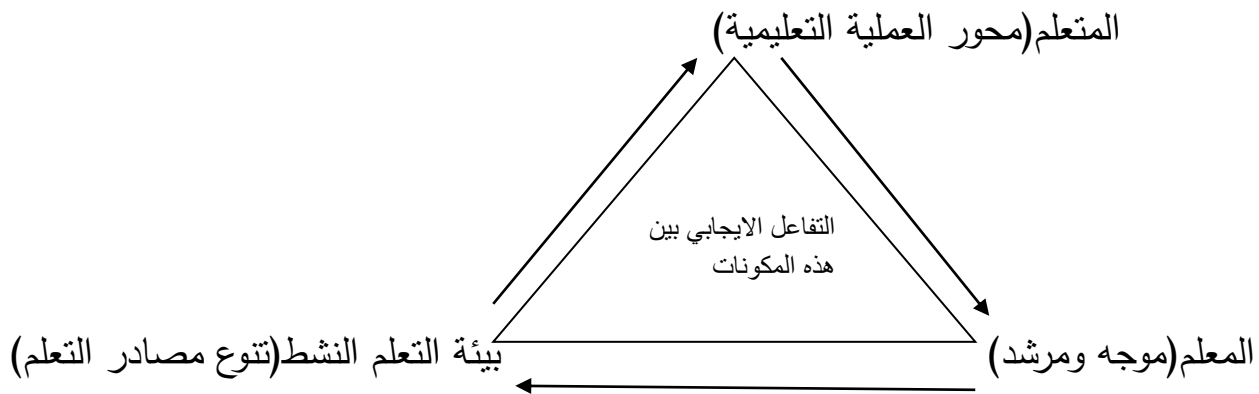 المتعلم(محور العملية التعليمية)
التفاعل الايجابي بين
هذه المكونات
المعلم(موجه ومرشد)
بيئة التعلم النشط(تنوع مصادر التعلم)